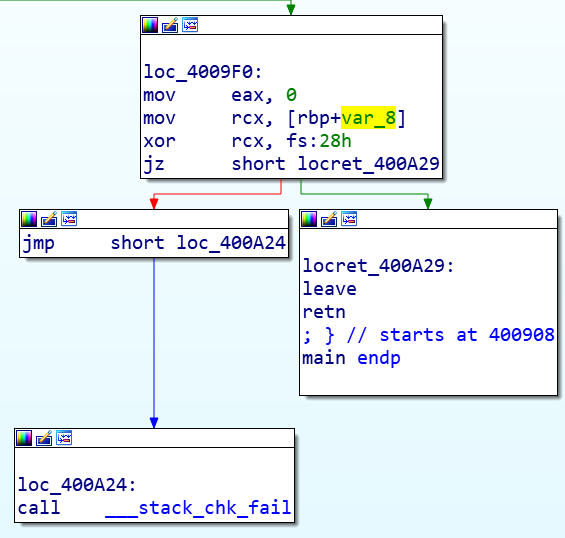 loc_4009F0:
mov eax, 0
mov rcx, [rbp+var_8]
xor rcx, fs:28h
jz short locret_400A29
jmp short loc_400A24
locret_400A29:
leave
retn
; } // starts at 400908
main endp
loc_400A24:
call ___stack_chk_fail